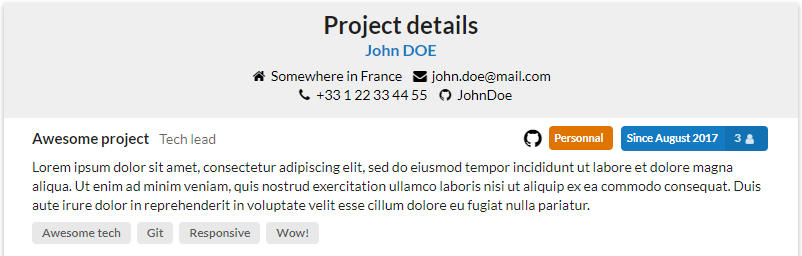 Project details
John DOE
Somewhere in France john.doe@mail.com
+33 1 22 33 44 55 JohnDoe
Awesome project Tech lead Personnal Since August 2017 3
Lorem ipsum dolor sit amet, consectetur adipiscing elit, sed do eiusmod tempor incididunt ut labore et dolore magna
aliqua. Ut enim ad minim veniam, quis nostrud exercitation ullamco laboris nisi ut aliquip ex ea commodo consequat. Duis
aute irure dolor in reprehenderit in voluptate velit esse cillum dolore eu fugiat nulla pariatur.
Awesome tech Git Responsive Wow!